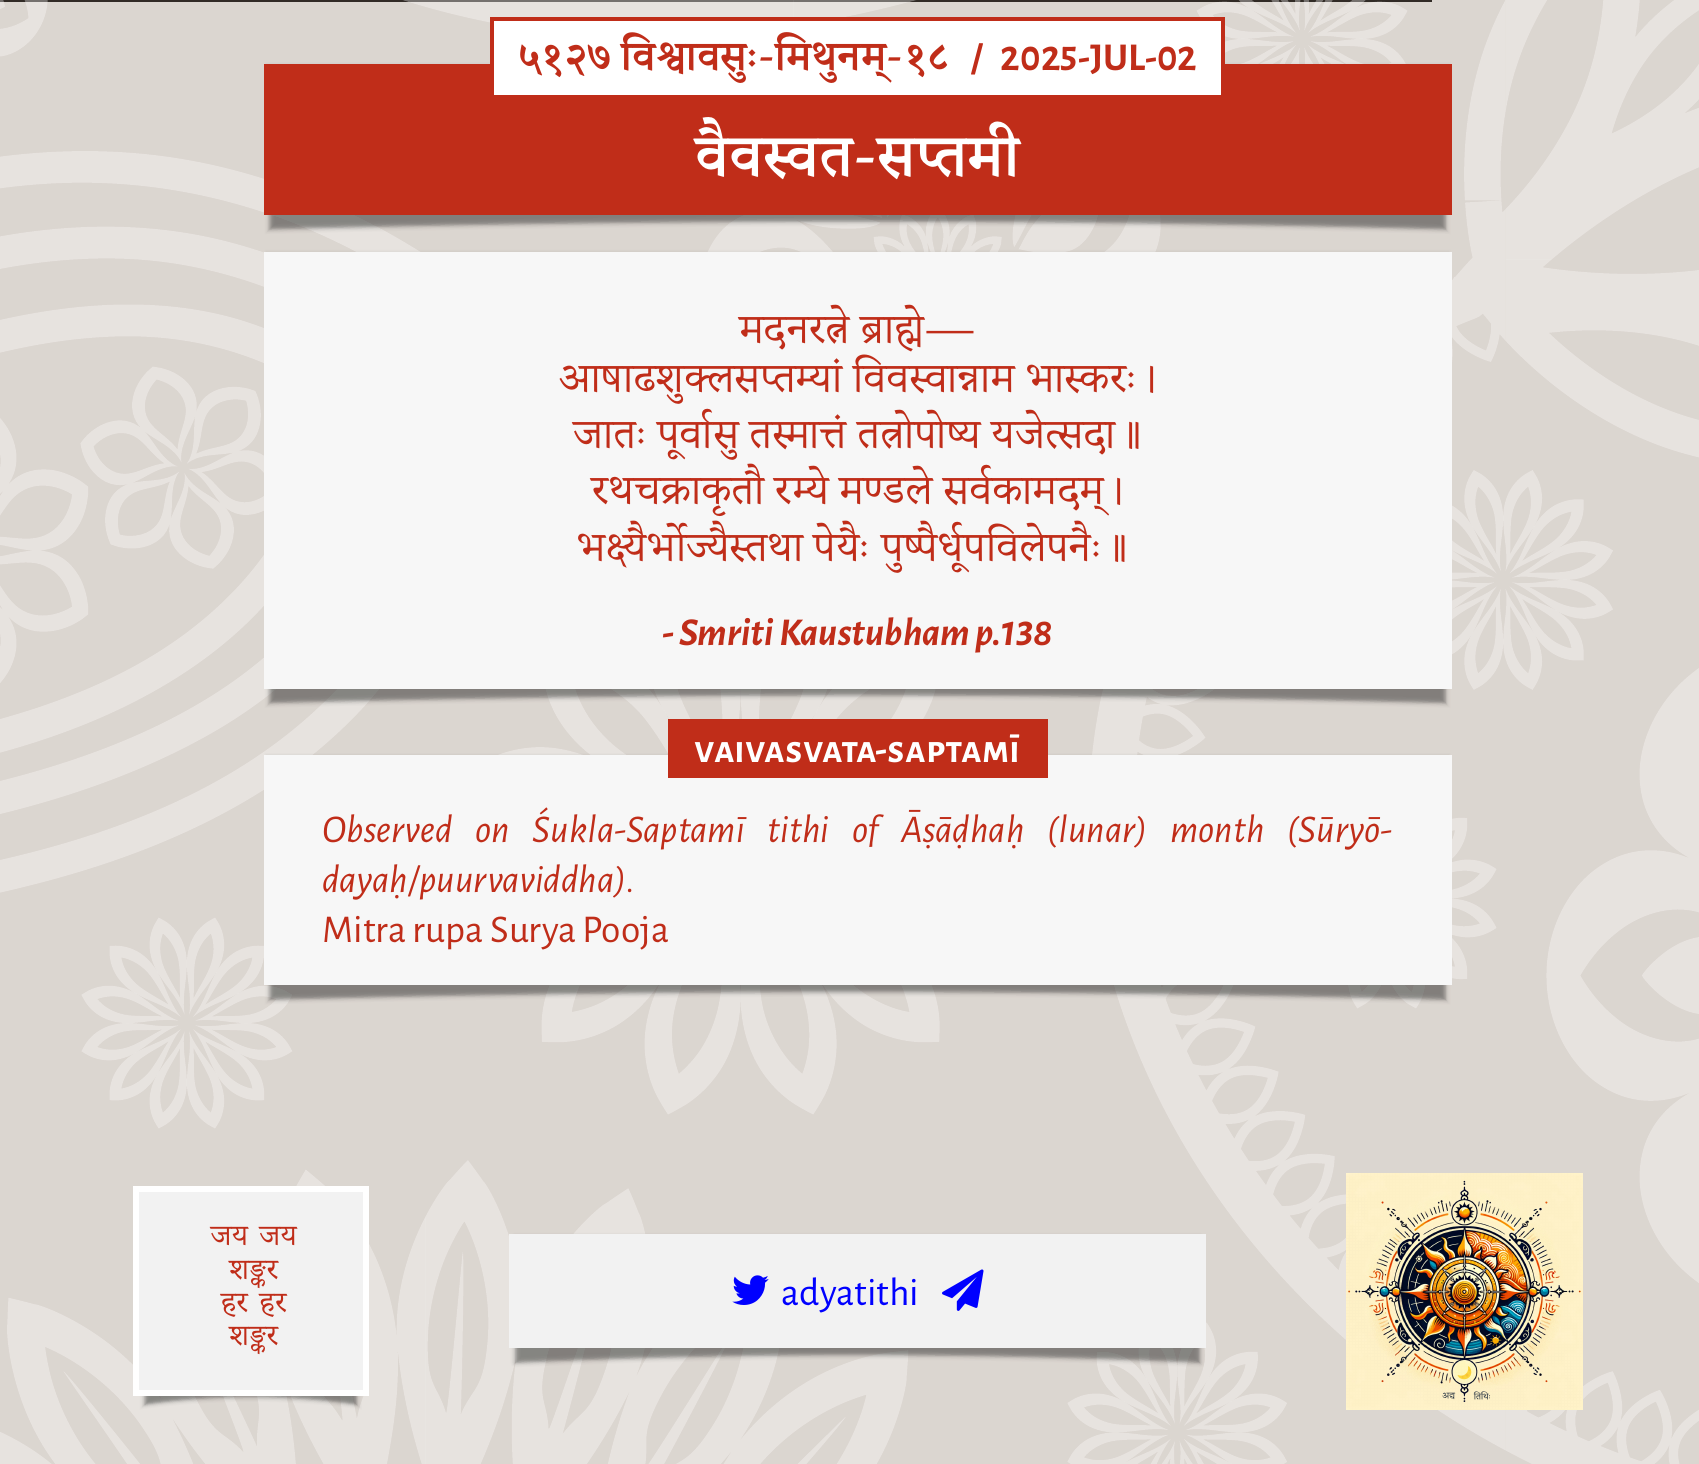 ५१२७ विश्वावसुः-मिथुनम्-१८ / 2025-JUL-02
वैवस्वत-सप्तमी
मदनरत्ने ब्राह्मे—
आषाढशुक्लसप्तम्यां विवस्वान्नाम भास्करः।
जातः पूर्वासु तस्मात्तं तत्रोपोष्य यजेत्सदा॥
रथचक्राकृतौ रम्ये मण्डले सर्वकामदम्।
भक्ष्यैर्भोज्यैस्तथा पेयैः पुष्पैर्धूपविलेपनैः॥
- Smriti Kaustubham p.138
VAIVASVATA-SAPTAMĪ
Observed on Śukla-Saptamī tithi of Āṣāḍhaḥ (lunar) month (Sūryō-
dayaḥ/puurvaviddha).
Mitra rupa Surya Pooja
जय जय
शङ्कर
हर हर
शङ्कर
adyatithi
अद्य तिथिः